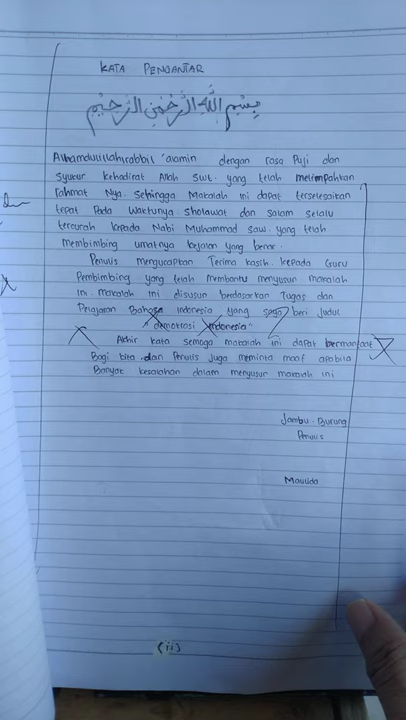 KATA PENGANTAR
بِسْمِ اللهِ الرَّحْمٰنِ الرَّحِيْمِ
Alhamdulillahirabbil 'alamin dengan rasa Puji dan
Syukur kehadirat Allah Swt. yang telah melimpahkan
rahmat Nya. Sehingga Makalah ini dapat terselesaikan
tepat Pada Waktunya. Sholawat dan salam selalu
tercurah kepada Nabi Muhammad Saw. yang telah
membimbing umatnya kejalan yang benar.
Penulis mengucapkan Terima kasih. kepada Guru
Pembimbing yang telah membantu menyusun makalah
ini. makalah ini disusun berdasarkan Tugas dan
Pelajaran Bahasa Indonesia yang saya beri Judul
"demokrasi Indonesia"
Akhir kata semoga makalah ini dapat bermanfaat
Bagi kita dan Penulis Juga meminta maaf apabila
Banyak kesalahan dalam menyusun makalah ini
Jambu Burung
Penulis
Maulida
(ii)